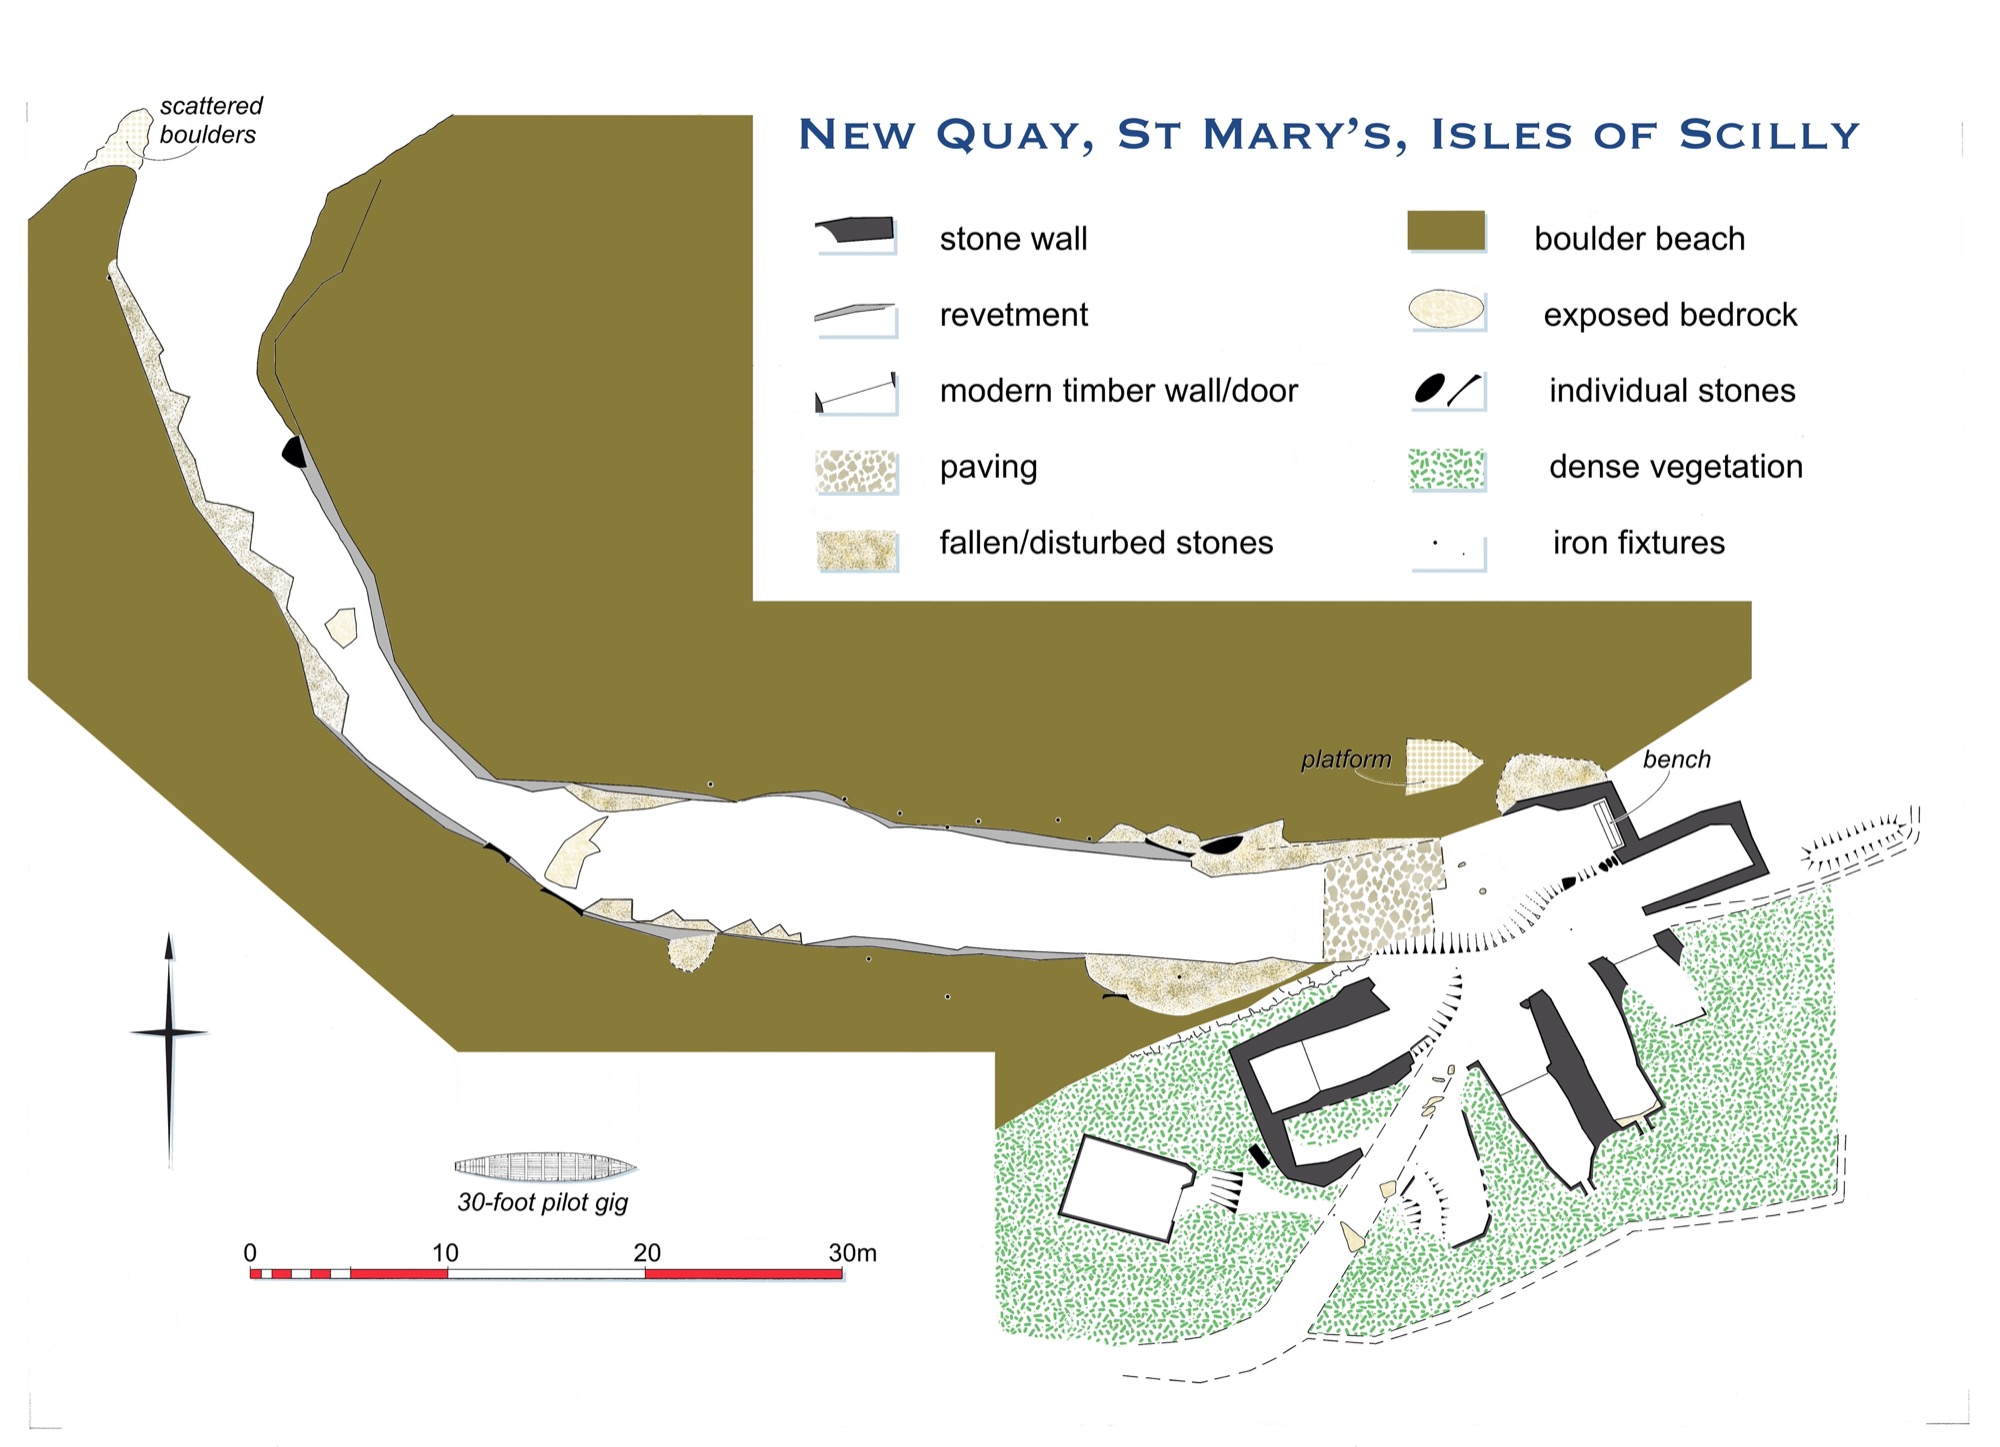 scattered
boulders
NEW QUAY, ST MARY'S, ISLES OF SCILLY
stone wall
boulder beach
revetment
exposed bedrock
modern timber wall/door
individual stones
paving
dense vegetation
fallen/disturbed stones
iron fixtures
platform
bench
30-foot pilot gig
0 10 20 30m